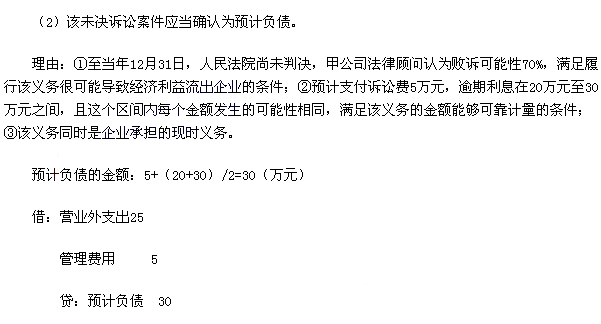 （2）该未决诉讼案件应当确认为预计负债。
理由：①至当年12月31日，人民法院尚未判决，甲公司法律顾问认为败诉可能性70%，满足履
行该义务很可能导致经济利益流出企业的条件；②预计支付诉讼费5万元，逾期利息在20万元至30
万元之间，且这个区间内每个金额发生的可能性相同，满足该义务的金额能够可靠计量的条件；
③该义务同时是企业承担的现时义务。
预计负债的金额：5+（20+30）/2=30（万元）
借：营业外支出25
管理费用 5
贷：预计负债 30